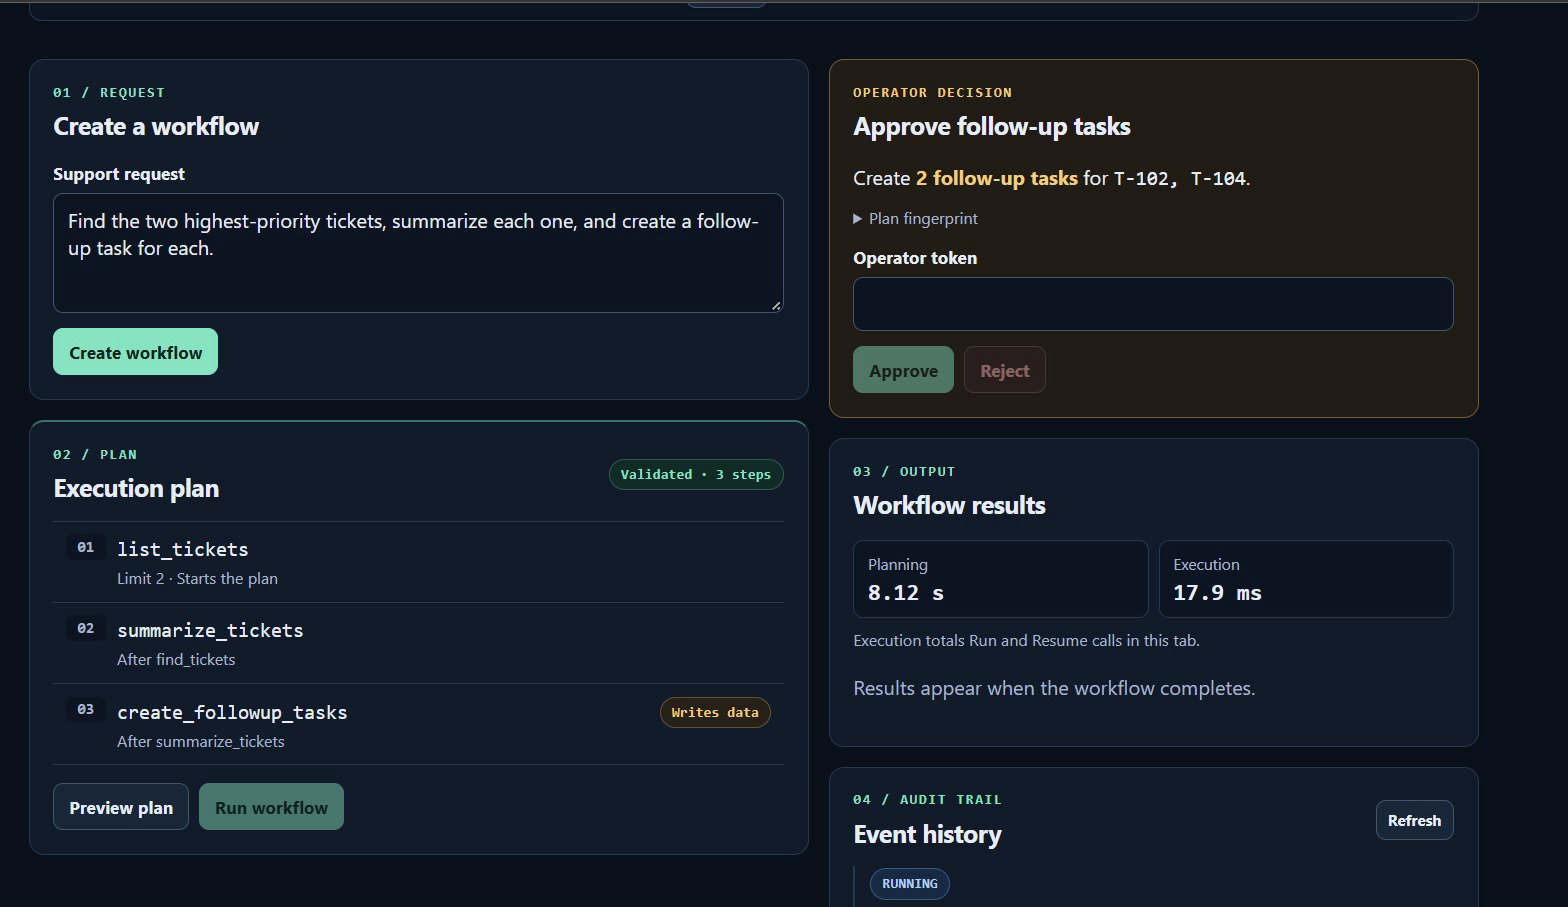 01 / REQUEST
Create a workflow
Support request
Find the two highest-priority tickets, summarize each one, and create a follow-
up task for each.
Create workflow
02 / PLAN
Execution plan
Validated · 3 steps
01
list_tickets
Limit 2 · Starts the plan
02
summarize_tickets
After find_tickets
03
create_followup_tasks
Writes data
After summarize_tickets
Preview plan
Run workflow
OPERATOR DECISION
Approve follow-up tasks
Create 2 follow-up tasks for T-102, T-104.
Plan fingerprint
Operator token
Approve
Reject
03 / OUTPUT
Workflow results
Planning
8.12 s
Execution
17.9 ms
Execution totals Run and Resume calls in this tab.
Results appear when the workflow completes.
04 / AUDIT TRAIL
Event history
Refresh
RUNNING